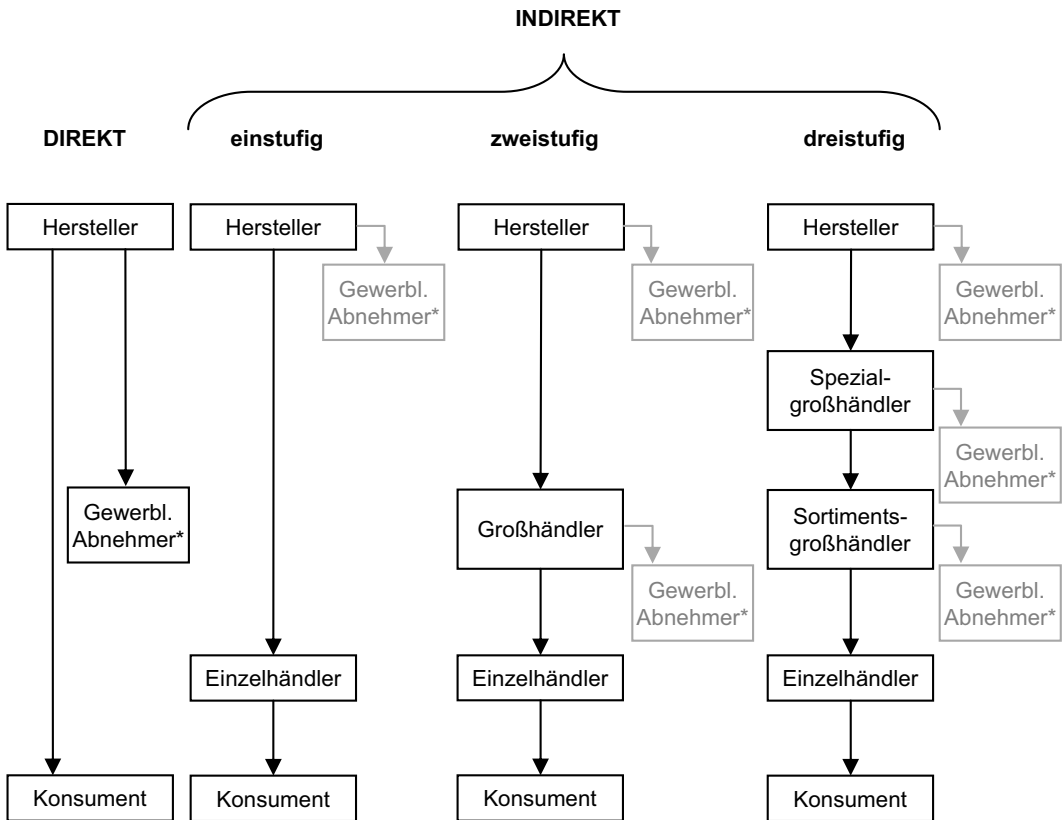 INDIREKT
DIREKT
einstufig
zweistufig
dreistufig
Hersteller
Hersteller
Hersteller
Hersteller
Gewerbl.
Abnehmer*
Gewerbl.
Abnehmer*
Gewerbl.
Abnehmer*
Spezial-
großhändler
Gewerbl.
Abnehmer*
Gewerbl.
Abnehmer*
Großhändler
Sortiments-
großhändler
Gewerbl.
Abnehmer*
Gewerbl.
Abnehmer*
Einzelhändler
Einzelhändler
Einzelhändler
Konsument
Konsument
Konsument
Konsument